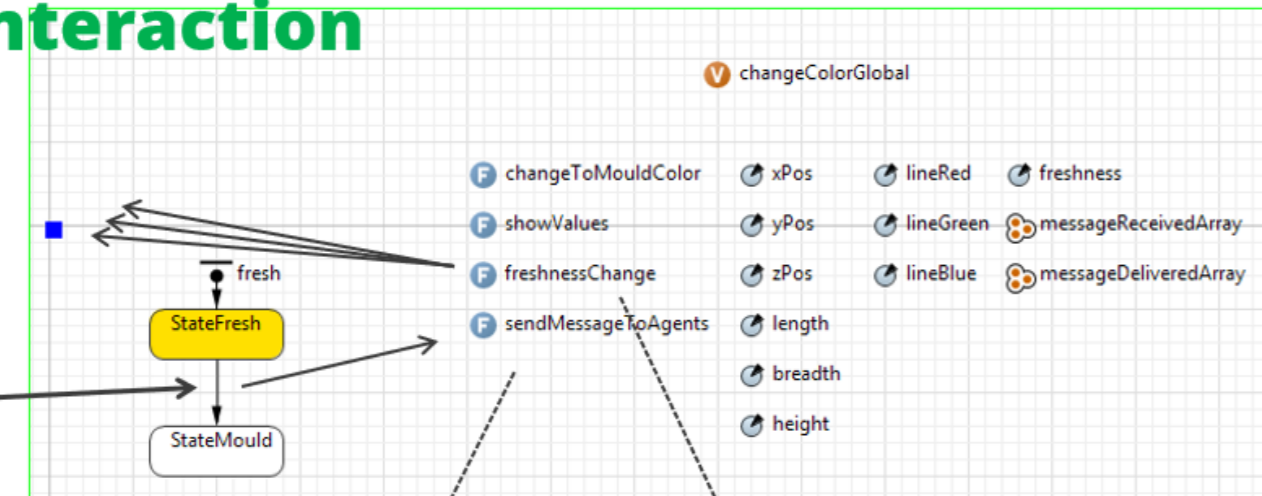 nteraction
V changeColorGlobal
F changeToMouldColor xPos lineRed freshness
F showValues yPos lineGreen messageReceivedArray
F freshnessChange zPos lineBlue messageDeliveredArray
fresh
StateFresh
F sendMessageToAgents length
breadth
height
StateMould